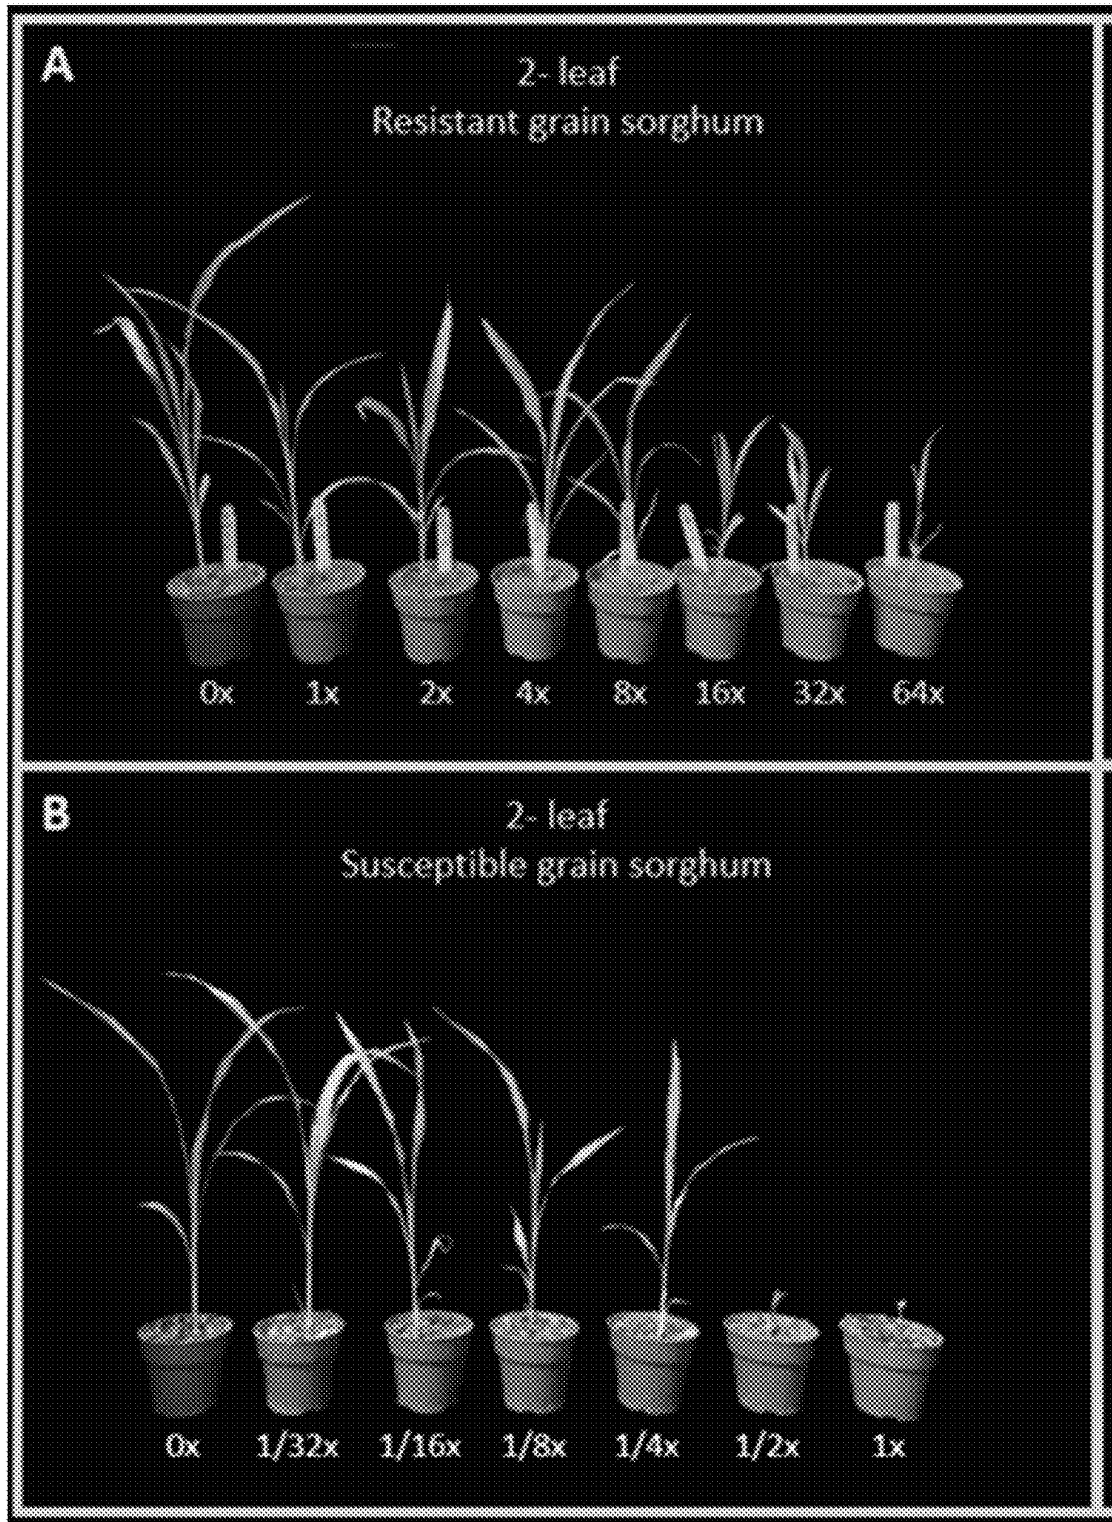 A
2- leaf
Resistant grain sorghum
0x 1x 2x 4x 8x 16x 32x 64x
B
2- leaf
Susceptible grain sorghum
0x 1/32x 1/16x 1/8x 1/4x 1/2x 1x